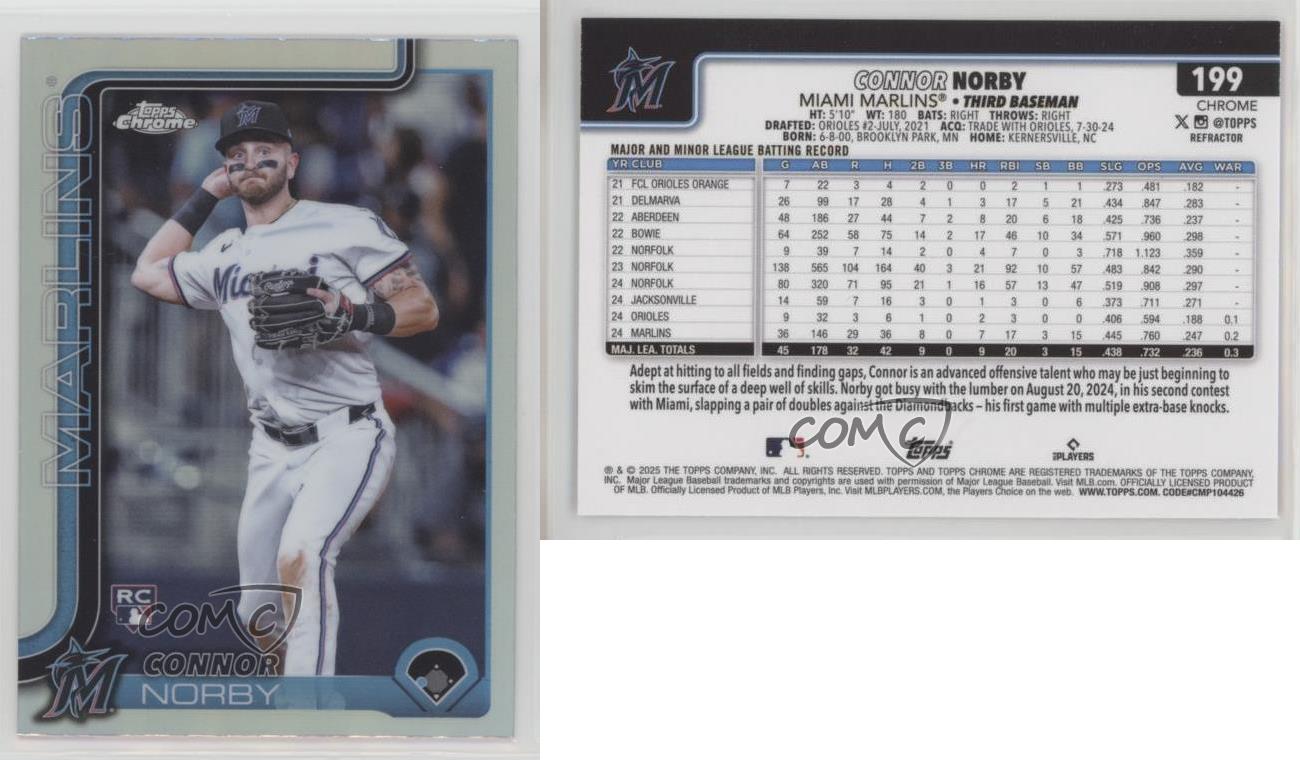 MARLINS®
Topps
Chrome
M
Miami
RC
COMC
CONNOR
NORBY
M
CONNOR NORBY
MIAMI MARLINS® • THIRD BASEMAN
HT: 5'10" WT: 180 BATS: RIGHT THROWS: RIGHT
DRAFTED: ORIOLES #2-JULY, 2021 ACQ: TRADE WITH ORIOLES, 7-30-24
BORN: 6-8-00, BROOKLYN PARK, MN HOME: KERNERSVILLE, NC
199
CHROME
@TOPPS
REFRACTOR
MAJOR AND MINOR LEAGUE BATTING RECORD
YR CLUB G AB R H 2B 3B HR RBI SB BB SLG OPS AVG WAR
21 FCL ORIOLES ORANGE 7 22 3 4 2 0 0 2 1 1 .273 .481 .182 -
21 DELMARVA 26 99 17 28 4 1 3 17 5 21 .434 .847 .283 -
22 ABERDEEN 48 186 27 44 7 2 8 20 6 18 .425 .736 .237 -
22 BOWIE 64 252 58 75 14 2 17 46 10 34 .571 .960 .298 -
22 NORFOLK 9 39 7 14 2 0 4 7 0 3 .718 1.123 .359 -
23 NORFOLK 138 565 104 164 40 3 21 92 10 57 .483 .842 .290 -
24 NORFOLK 80 320 71 95 21 1 16 57 13 47 .519 .908 .297 -
24 JACKSONVILLE 14 59 7 16 3 0 1 3 0 6 .373 .711 .271 -
24 ORIOLES 9 32 3 6 1 0 2 3 0 0 .406 .594 .188 0.1
24 MARLINS 36 146 29 36 8 0 7 17 3 15 .445 .760 .247 0.2
MAJ. LEA. TOTALS 45 178 32 42 9 0 9 20 3 15 .438 .732 .236 0.3
Adept at hitting to all fields and finding gaps, Connor is an advanced offensive talent who may be just beginning to
skim the surface of a deep well of skills. Norby got busy with the lumber on August 20, 2024, in his second contest
with Miami, slapping a pair of doubles against the Diamondbacks – his first game with multiple extra-base knocks.
COMC
Topps
PLAYERS
® & © 2025 THE TOPPS COMPANY, INC. ALL RIGHTS RESERVED. TOPPS AND TOPPS CHROME ARE REGISTERED TRADEMARKS OF THE TOPPS COMPANY,
INC. Major League Baseball trademarks and copyrights are used with permission of Major League Baseball. Visit MLB.com. OFFICIALLY LICENSED PRODUCT
OF MLB. Officially Licensed Product of MLB Players, Inc. Visit MLBPLAYERS.COM, the Players Choice on the web. WWW.TOPPS.COM. CODE#CMP104426